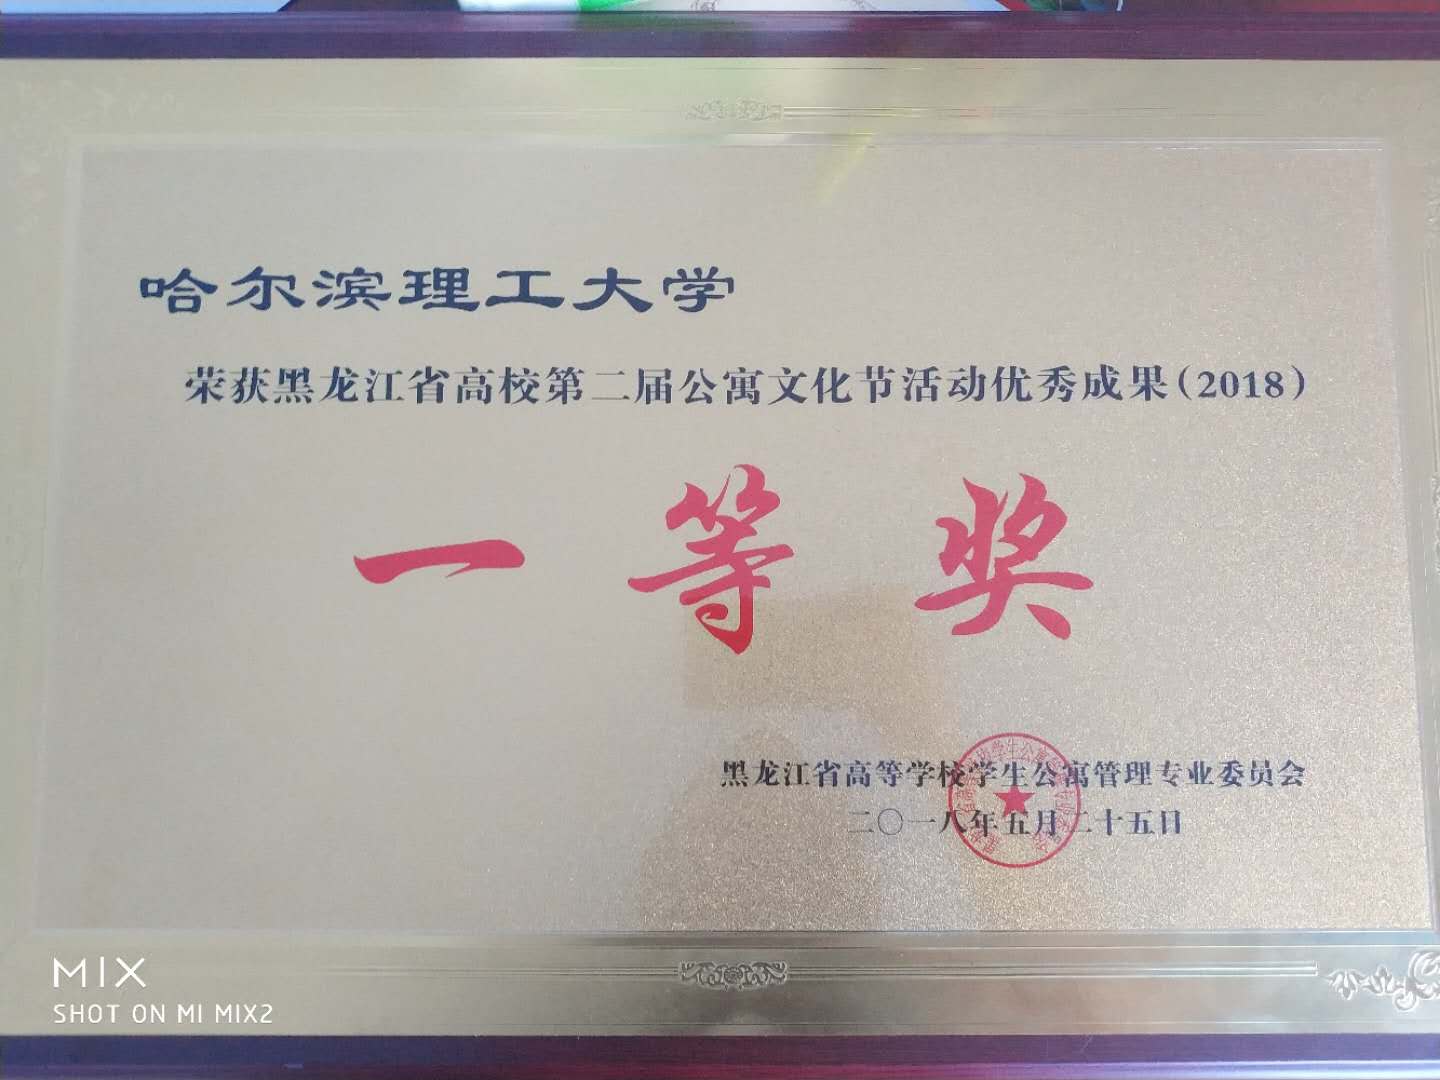 哈尔滨理工大学
荣获黑龙江省高校第二届公寓文化节活动优秀成果(2018)
一等奖
黑龙江省高等学校学生公寓管理专业委员会
二〇一八年五月二十五日
MIX
SHOT ON MI MIX2